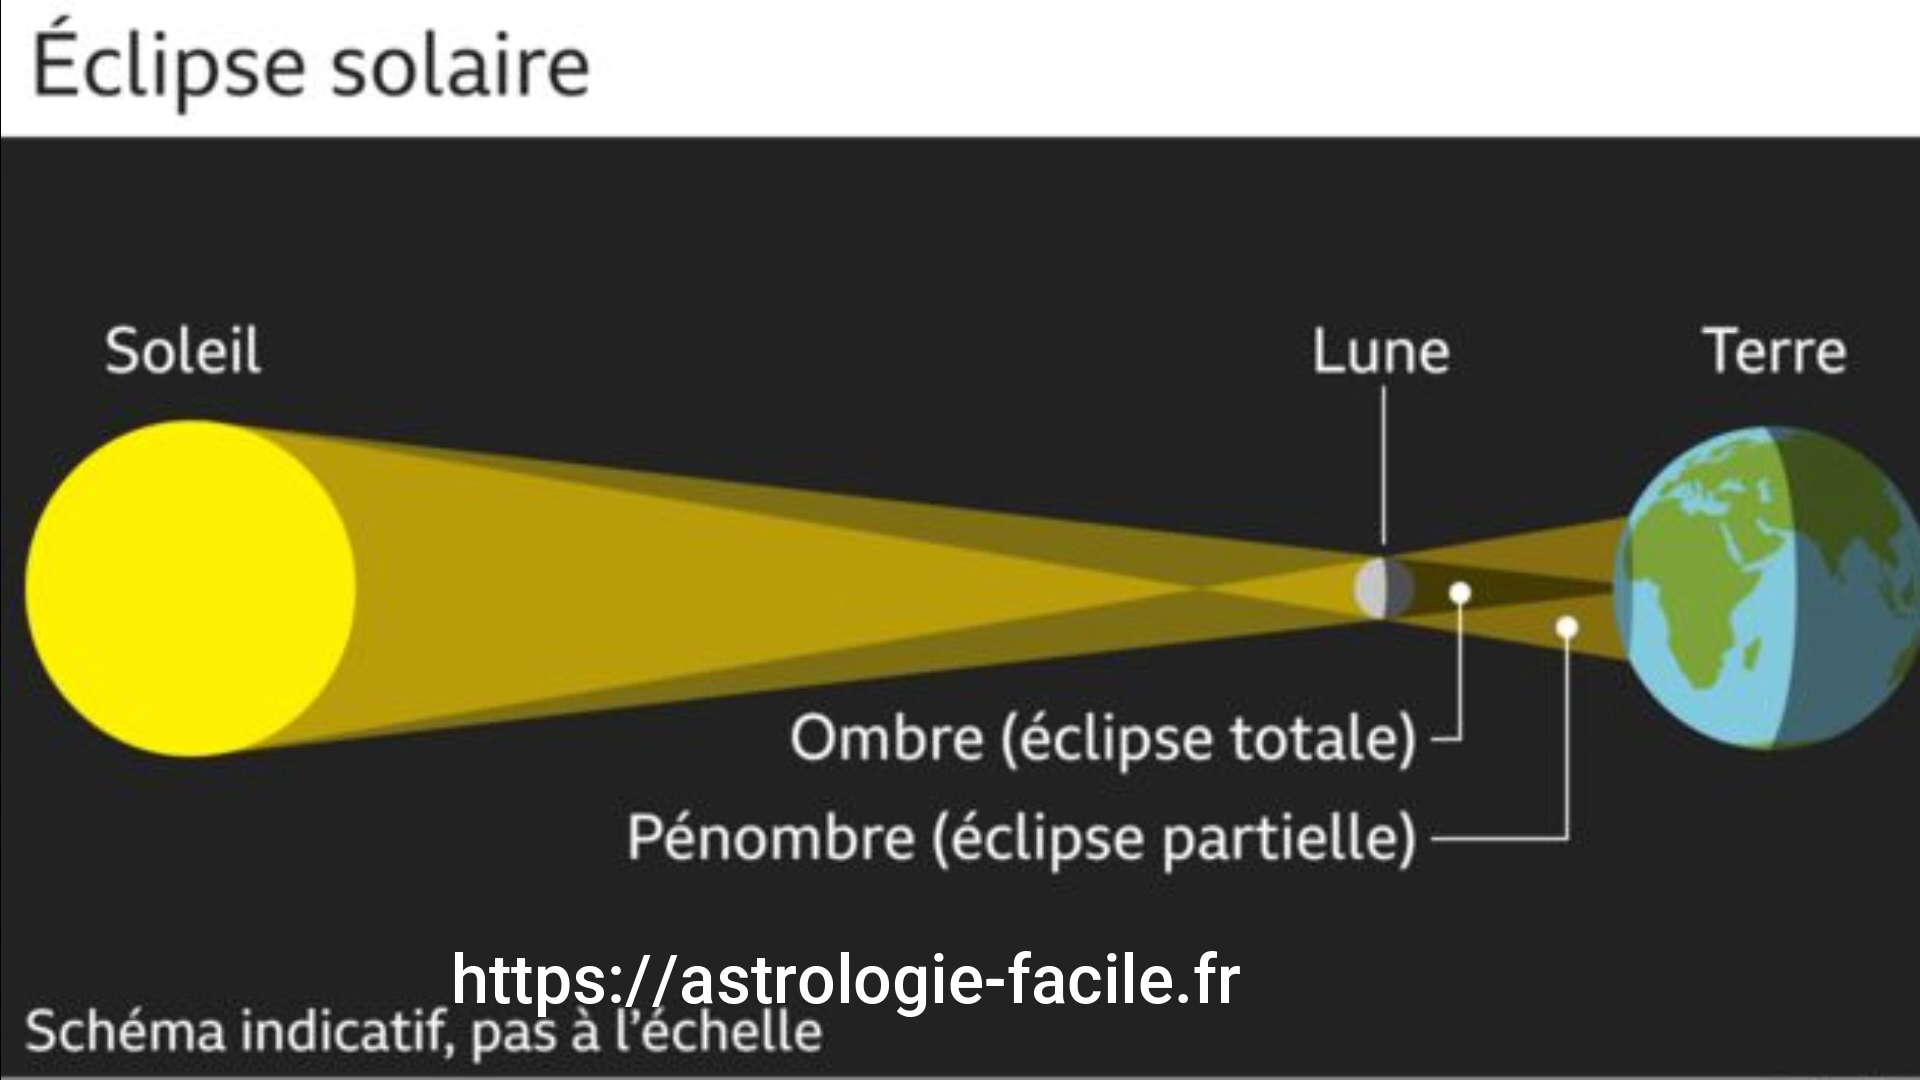 Éclipse solaire
Soleil
Lune
Terre
Ombre (éclipse totale)
Pénombre (éclipse partielle)
https://astrologie-facile.fr
Schéma indicatif, pas à l’échelle